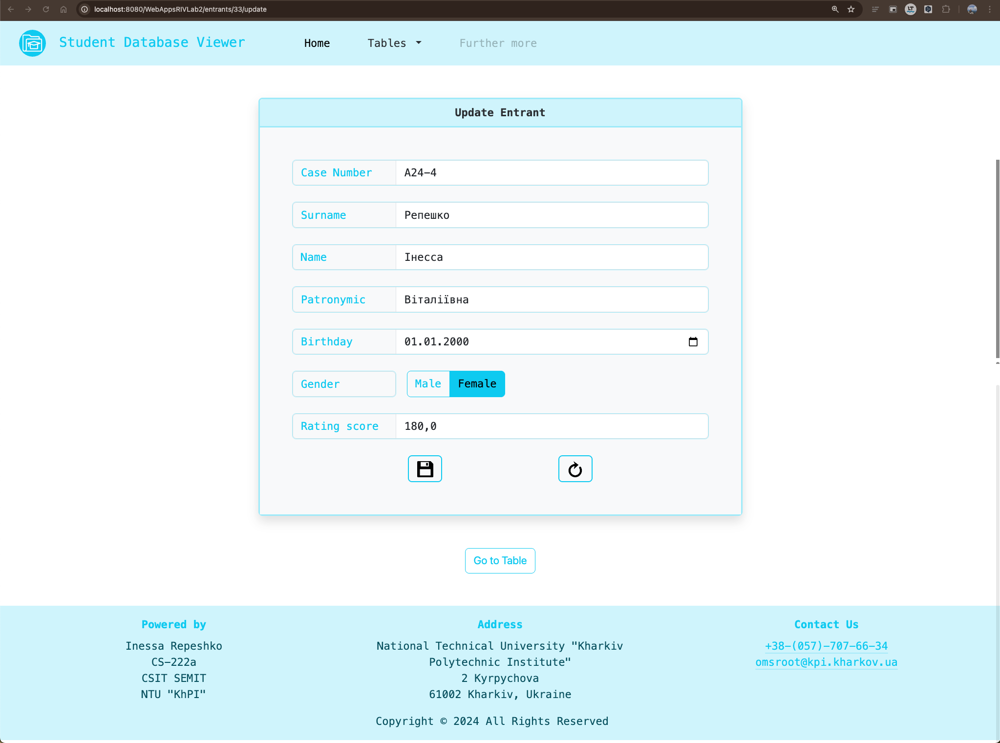 localhost:8080/WebAppsRIVLab2/entrants/33/update
Student Database Viewer
Home
Tables
Further more
Update Entrant
Case Number
A24-4
Surname
Репешко
Name
Інесса
Patronymic
Віталіївна
Birthday
01.01.2000
Gender
Male
Female
Rating score
180,0
Go to Table
Powered by
Inessa Repeshko
CS-222a
CSIT SEMIT
NTU "KhPI"
Address
National Technical University "Kharkiv
Polytechnic Institute"
2 Kyrpychova
61002 Kharkiv, Ukraine
Contact Us
+38-(057)-707-66-34
omsroot@kpi.kharkov.ua
Copyright © 2024 All Rights Reserved